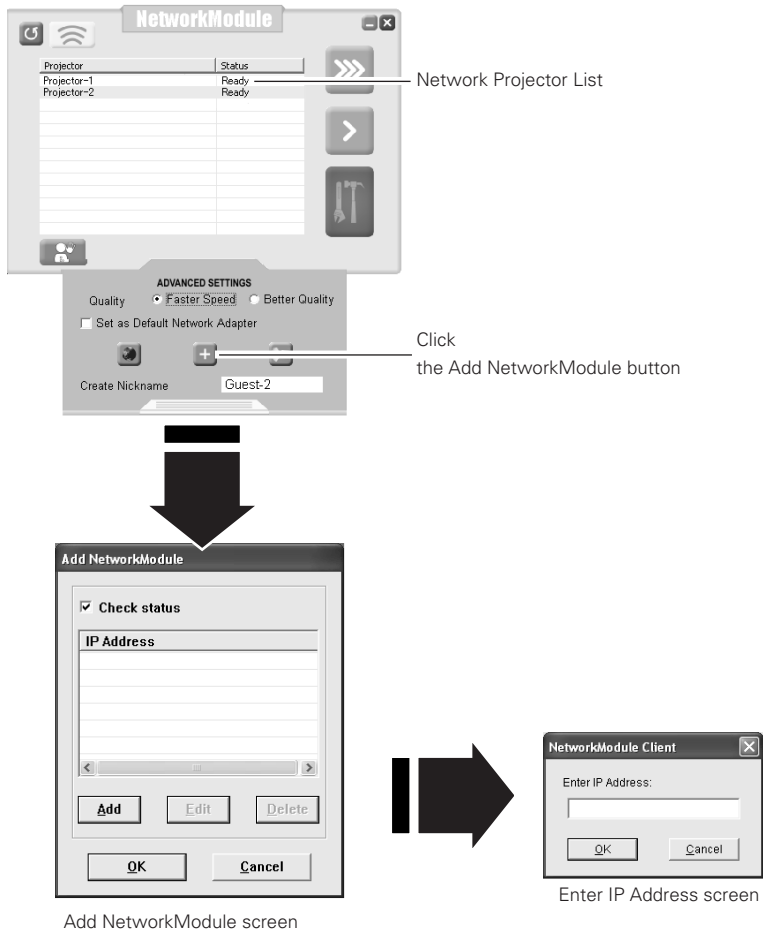 NetworkModule
Projector Status
Projector-1 Ready
Projector-2 Ready
Network Projector List
ADVANCED SETTINGS
Quality Faster Speed Better Quality
Set as Default Network Adapter
Click
the Add NetworkModule button
Create Nickname Guest-2
Add NetworkModule
Check status
IP Address
Add Edit Delete
OK Cancel
Add NetworkModule screen
NetworkModule Client
Enter IP Address:
OK Cancel
Enter IP Address screen